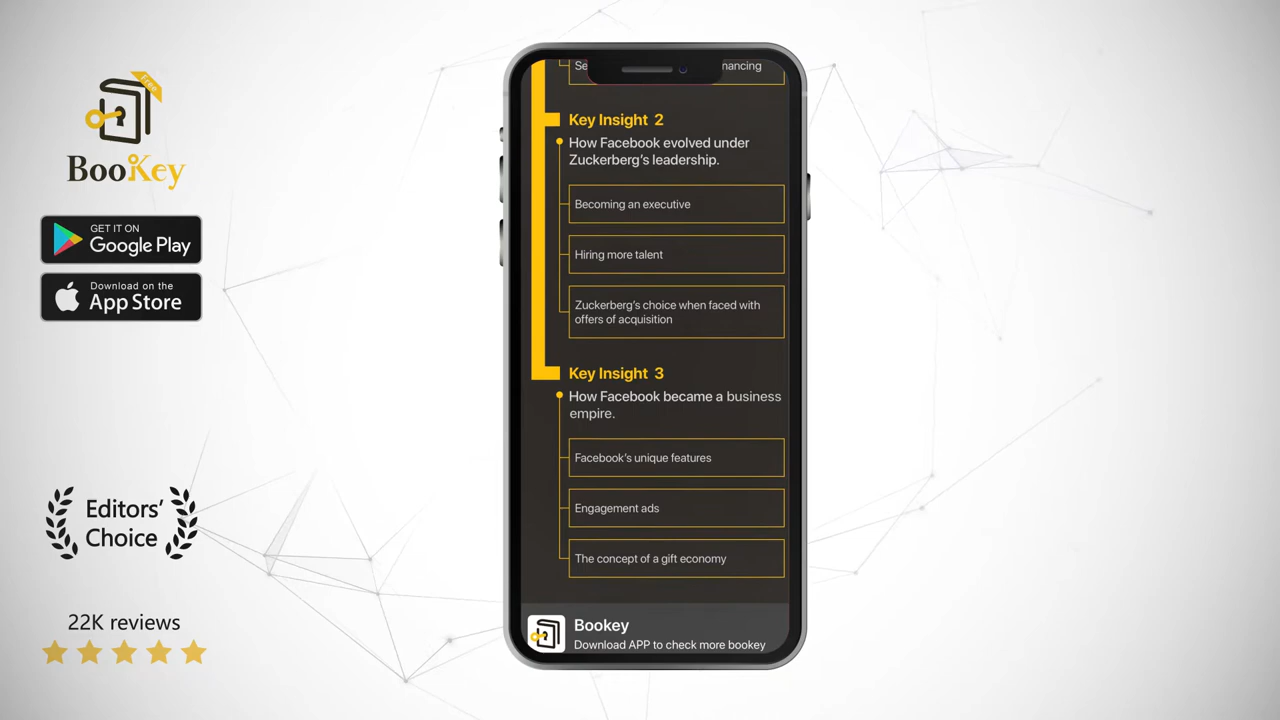 Free
BooKey
GET IT ON
Google Play
Download on the
App Store
Editors'
Choice
22K reviews
Se
nancing
Key Insight 2
How Facebook evolved under
Zuckerberg's leadership.
Becoming an executive
Hiring more talent
Zuckerberg's choice when faced with
offers of acquisition
Key Insight 3
How Facebook became a business
empire.
Facebook's unique features
Engagement ads
The concept of a gift economy
Bookey
Download APP to check more bookey